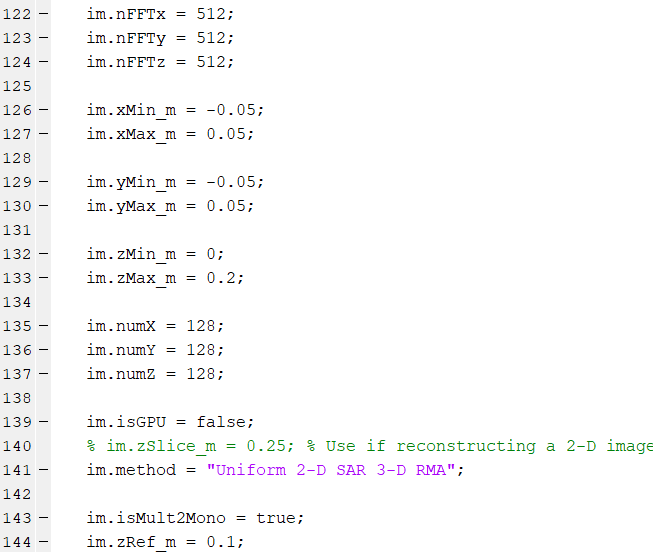 122 –    im.nFFTx = 512;
123 –    im.nFFTy = 512;
124 –    im.nFFTz = 512;
125
126 –    im.xMin_m = -0.05;
127 –    im.xMax_m = 0.05;
128
129 –    im.yMin_m = -0.05;
130 –    im.yMax_m = 0.05;
131
132 –    im.zMin_m = 0;
133 –    im.zMax_m = 0.2;
134
135 –    im.numX = 128;
136 –    im.numY = 128;
137 –    im.numZ = 128;
138
139 –    im.isGPU = false;
140      % im.zSlice_m = 0.25; % Use if reconstructing a 2-D image
141 –    im.method = "Uniform 2-D SAR 3-D RMA";
142
143 –    im.isMult2Mono = true;
144 –    im.zRef_m = 0.1;